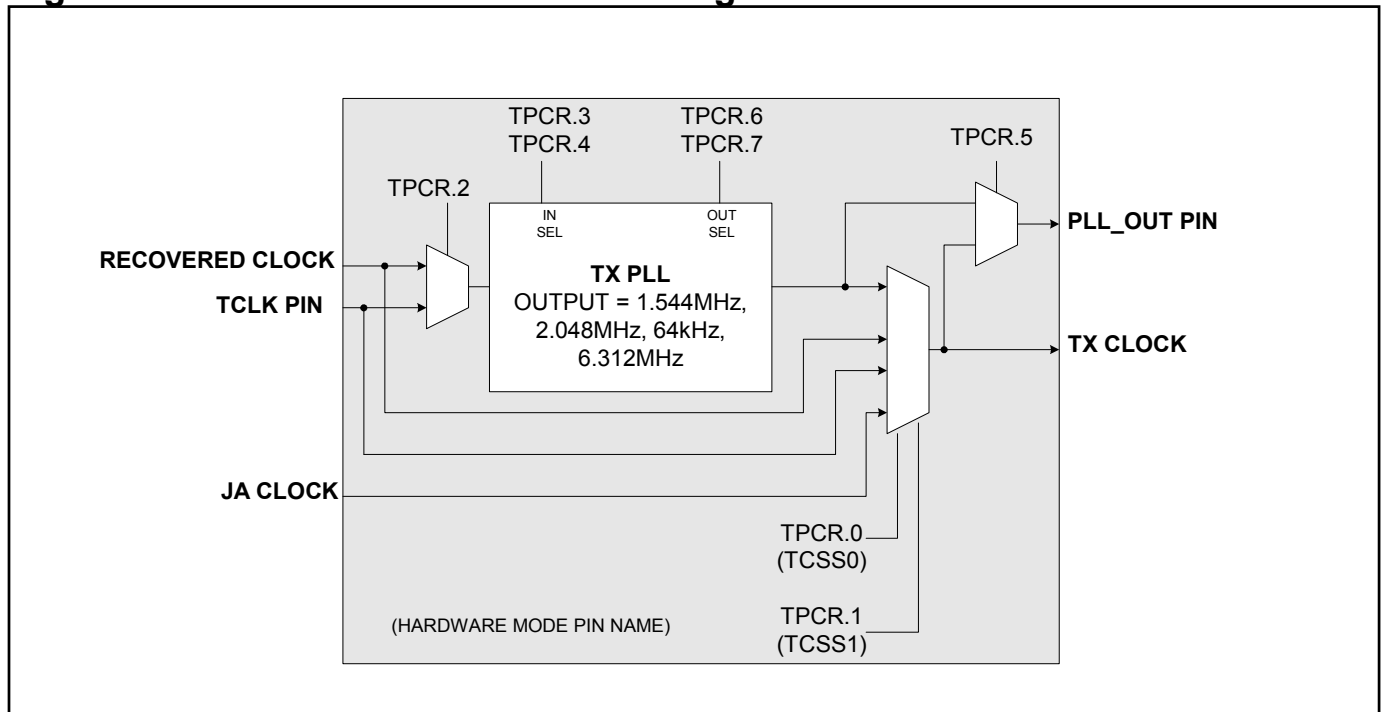 TPCR.3
TPCR.4
TPCR.6
TPCR.7
TPCR.5
TPCR.2
IN
SEL
OUT
SEL
TX PLL
OUTPUT = 1.544MHz,
2.048MHz, 64kHz,
6.312MHz
RECOVERED CLOCK
TCLK PIN
JA CLOCK
PLL_OUT PIN
TX CLOCK
TPCR.0
(TCSS0)
TPCR.1
(TCSS1)
(HARDWARE MODE PIN NAME)